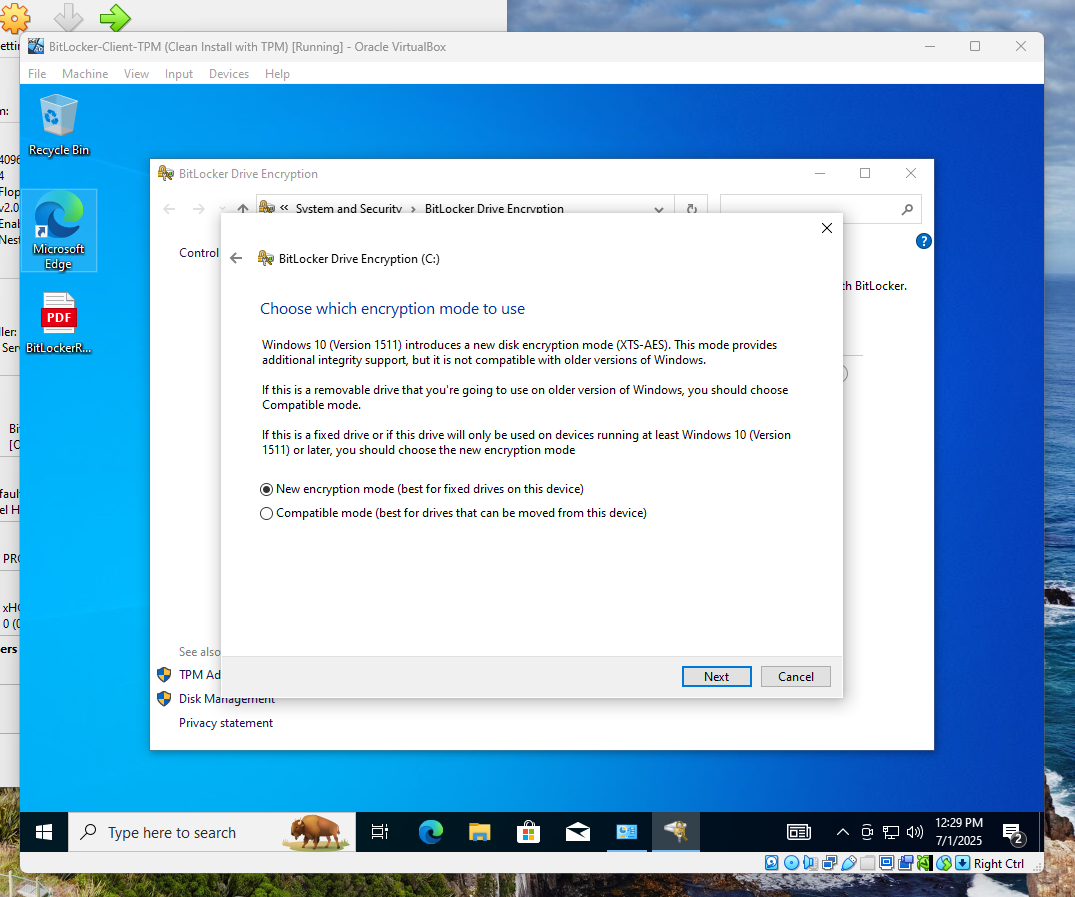 BitLocker-Client-TPM (Clean Install with TPM) [Running] - Oracle VirtualBox
File Machine View Input Devices Help
Recycle Bin
Microsoft
Edge
PDF
BitLockerR...
BitLocker Drive Encryption
« System and Security › BitLocker Drive Encryption
Control
?
th BitLocker.
BitLocker Drive Encryption (C:)
Choose which encryption mode to use
Windows 10 (Version 1511) introduces a new disk encryption mode (XTS-AES). This mode provides
additional integrity support, but it is not compatible with older versions of Windows.
If this is a removable drive that you're going to use on older version of Windows, you should choose
Compatible mode.
If this is a fixed drive or if this drive will only be used on devices running at least Windows 10 (Version
1511) or later, you should choose the new encryption mode
New encryption mode (best for fixed drives on this device)
Compatible mode (best for drives that can be moved from this device)
Next Cancel
See also
TPM Ad
Disk Management
Privacy statement
Type here to search
12:29 PM
7/1/2025
2
Right Ctrl
etti
m:
4096
4
Flop
v2.0
Enab
Nest
ller:
Serv
Bi
[O
faul
el H
PRO
xHC
0 (0
ers